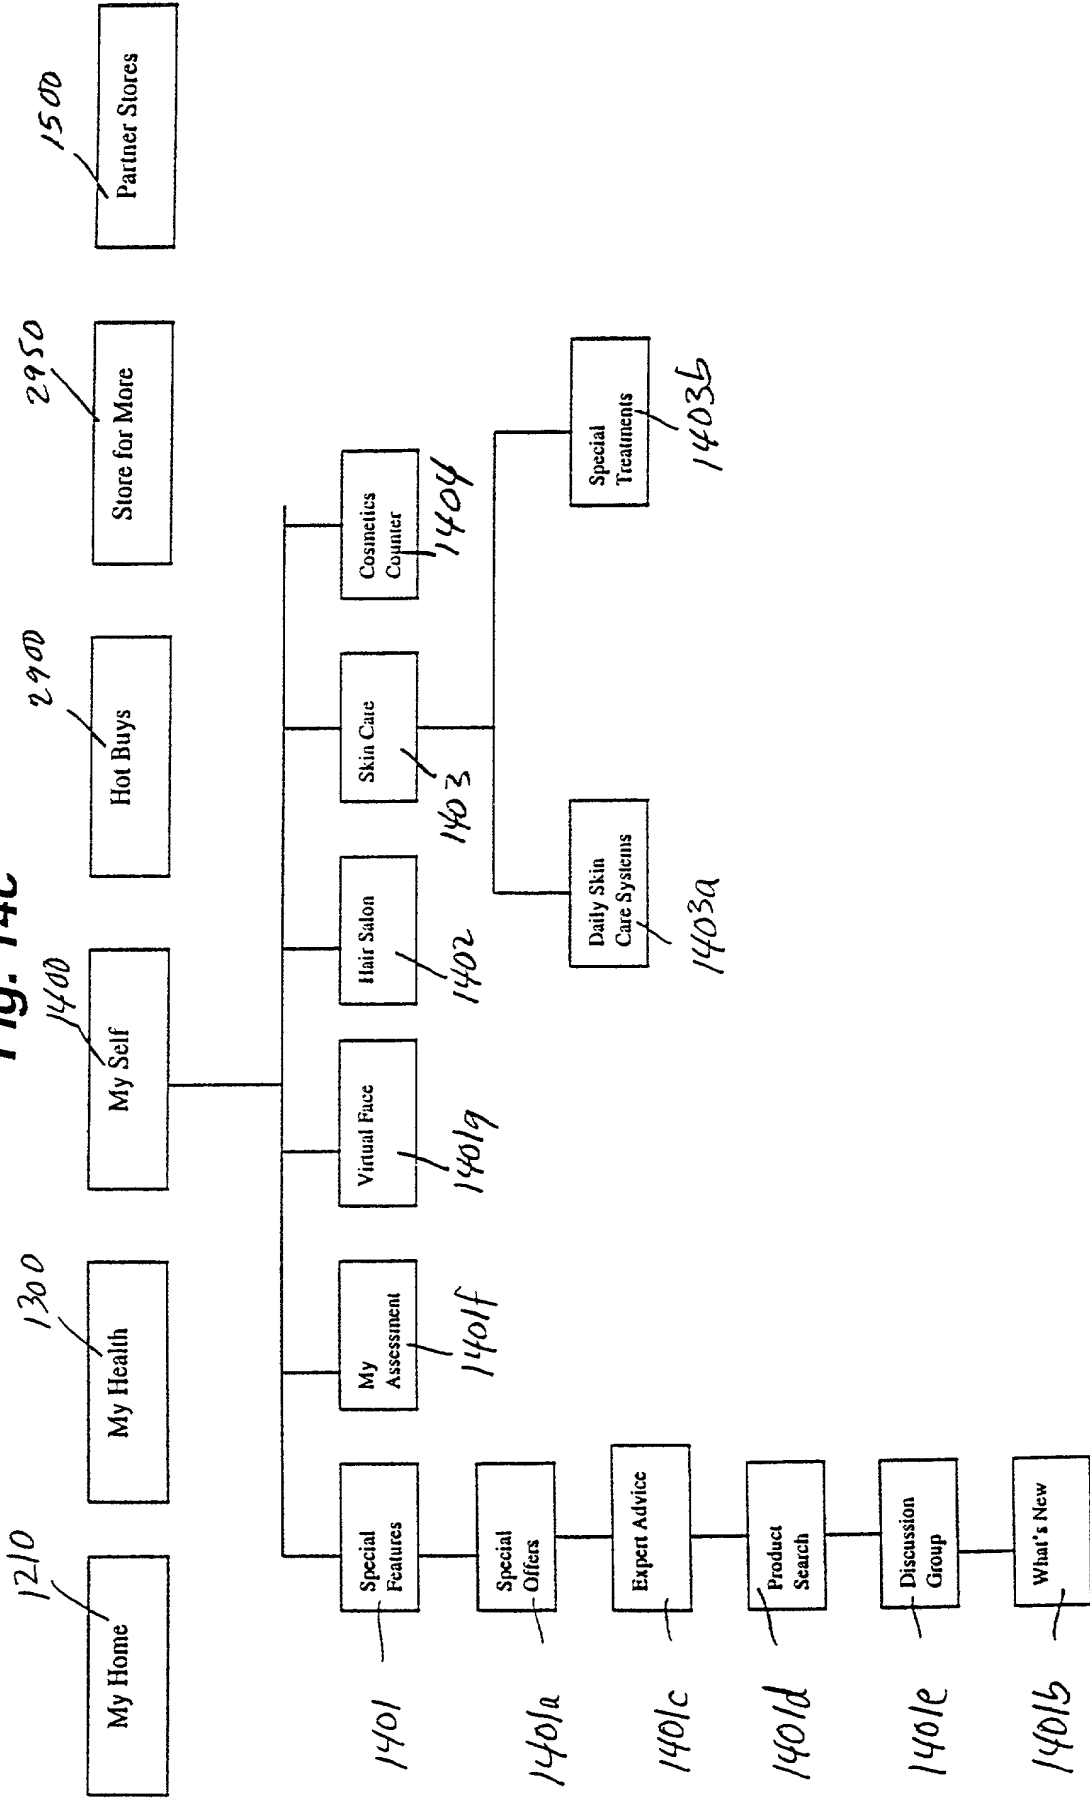 Fig. 14c
1210
My Home
1300
My Health
1400
My Self
2900
Hot Buys
2950
Store for More
1500
Partner Stores
1401
Special
Features
My
Assessment
1401f
Virtual Face
1401g
Hair Salon
1402
Skin Care
1403
Cosmetics
Counter
1404
1401a
Special
Offers
1401c
Expert Advice
1401d
Product
Search
1401e
Discussion
Group
1401b
What's New
Daily Skin
Care Systems
1403a
Special
Treatments
1403b